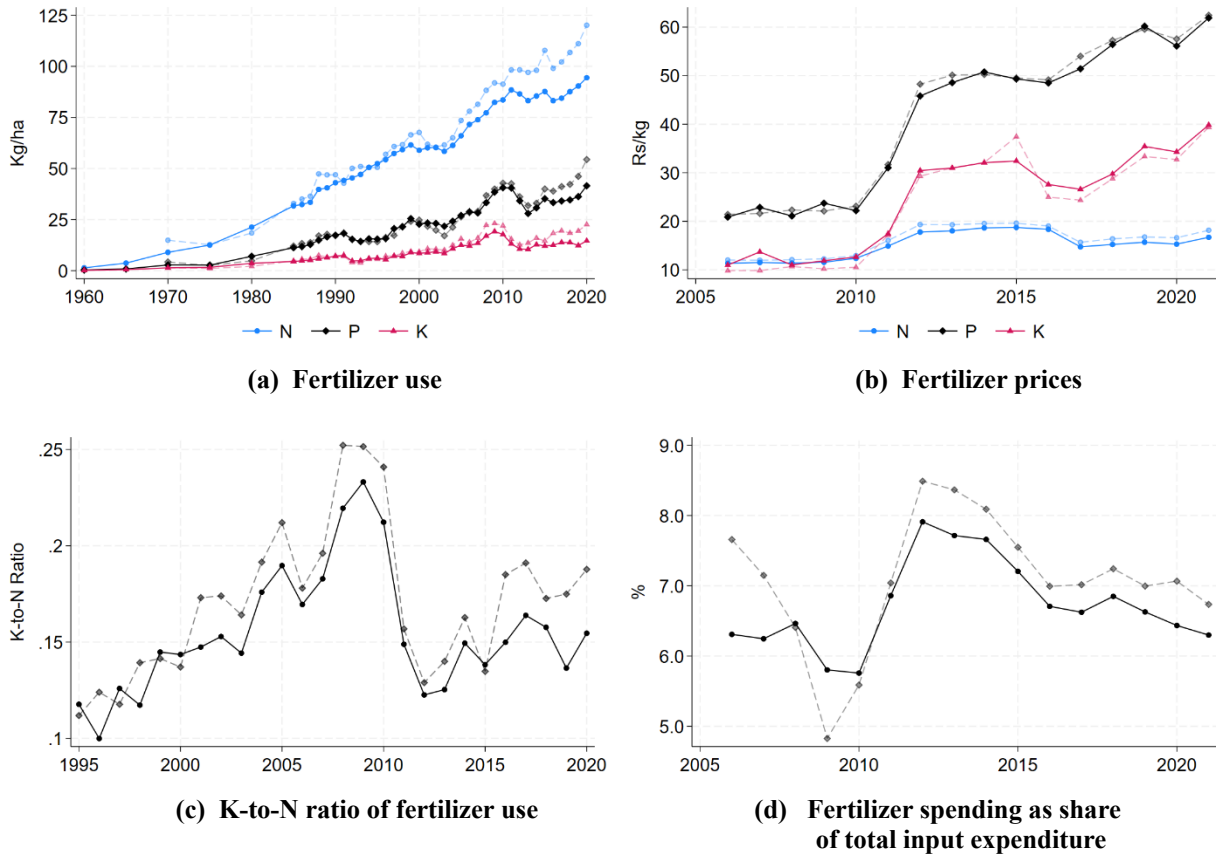 125
100
75
50
25
0
Kg/ha
1960 1970 1980 1990 2000 2010 2020
N P K
(a) Fertilizer use
60
50
40
30
20
10
Rs/kg
2005 2010 2015 2020
N P K
(b) Fertilizer prices
.25
.2
.15
.1
K-to-N Ratio
1995 2000 2005 2010 2015 2020
(c) K-to-N ratio of fertilizer use
9.0
8.0
7.0
6.0
5.0
%
2005 2010 2015 2020
(d) Fertilizer spending as share
of total input expenditure